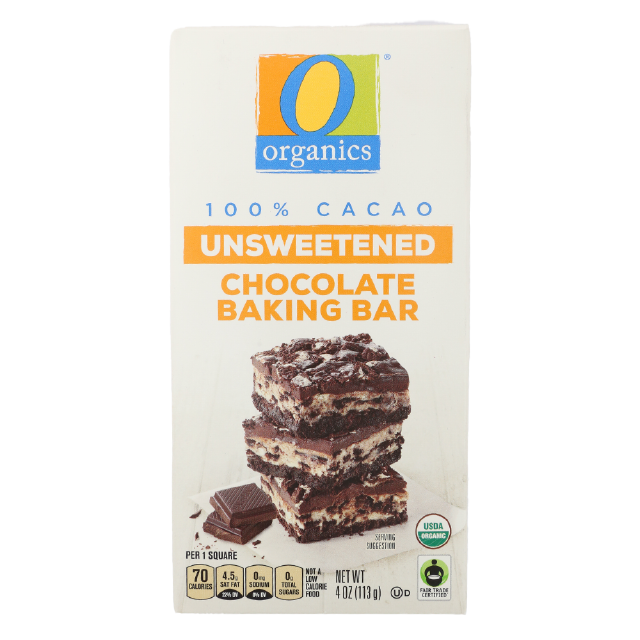 O
®
organics
100% CACAO
UNSWEETENED
CHOCOLATE
BAKING BAR
SERVING
SUGGESTION
USDA
ORGANIC
PER 1 SQUARE
70
CALORIES
4.5g
SAT FAT
22% DV
0mg
SODIUM
0% DV
0g
TOTAL
SUGARS
NOT A
LOW
CALORIE
FOOD
NET WT
4 OZ (113 g)
U D
FAIR TRADE
CERTIFIED